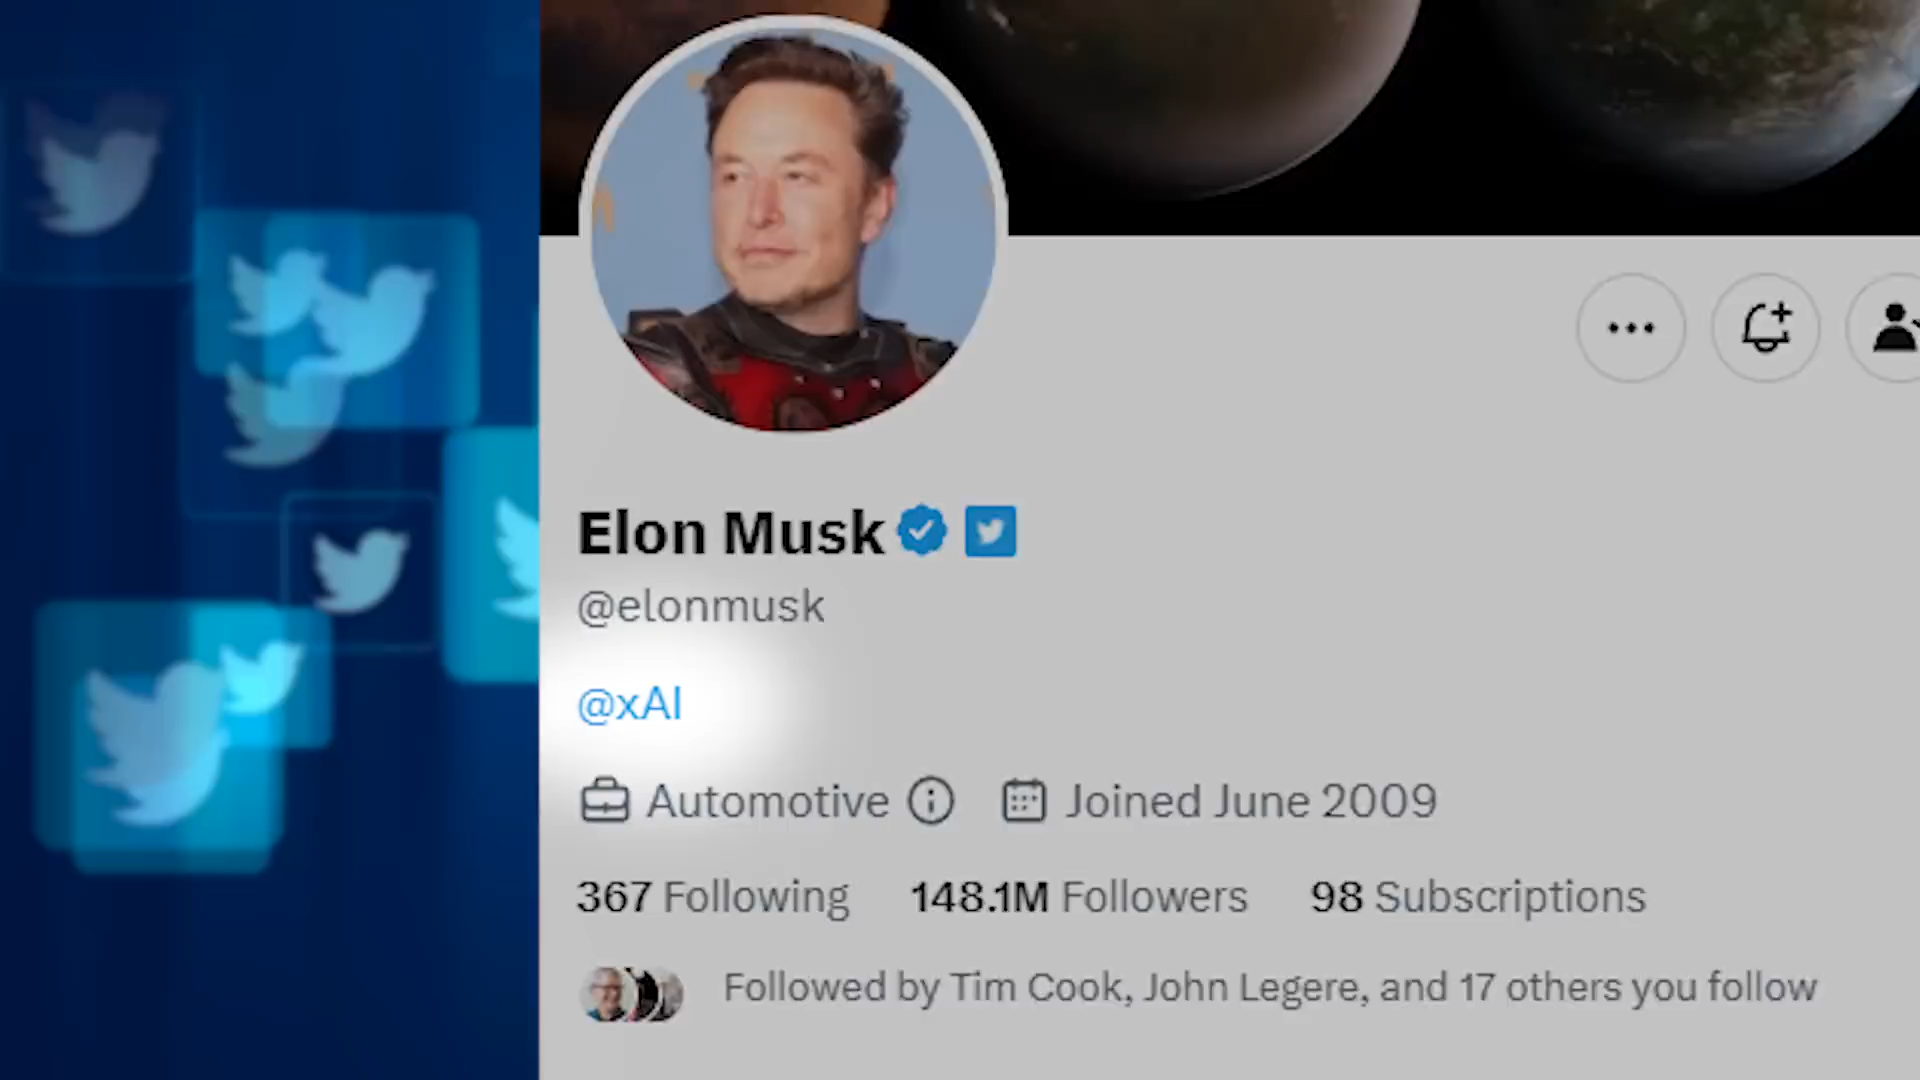 Elon Musk
@elonmusk
@xAI
Automotive Joined June 2009
367 Following 148.1M Followers 98 Subscriptions
Followed by Tim Cook, John Legere, and 17 others you follow